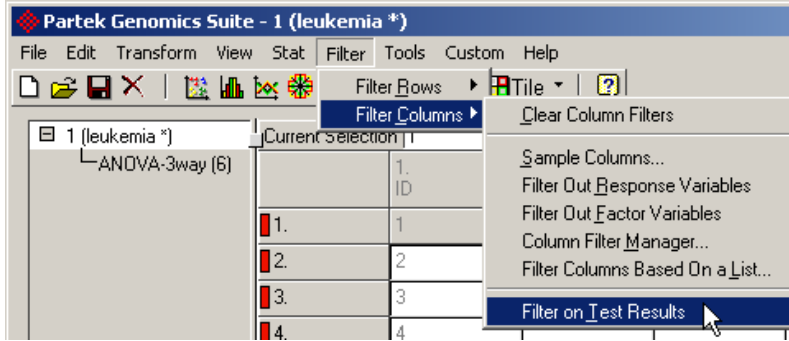 Partek Genomics Suite - 1 (leukemia *)
File Edit Transform View Stat Filter Tools Custom Help
Filter Rows
Tile
Filter Columns
Clear Column Filters
1 (leukemia *)
Current Selection 1
Sample Columns...
ANOVA-3way (6)
1.
ID
Filter Out Response Variables
Filter Out Factor Variables
1. 1
Column Filter Manager...
2. 2
Filter Columns Based On a List...
3. 3
Filter on Test Results
4. 4